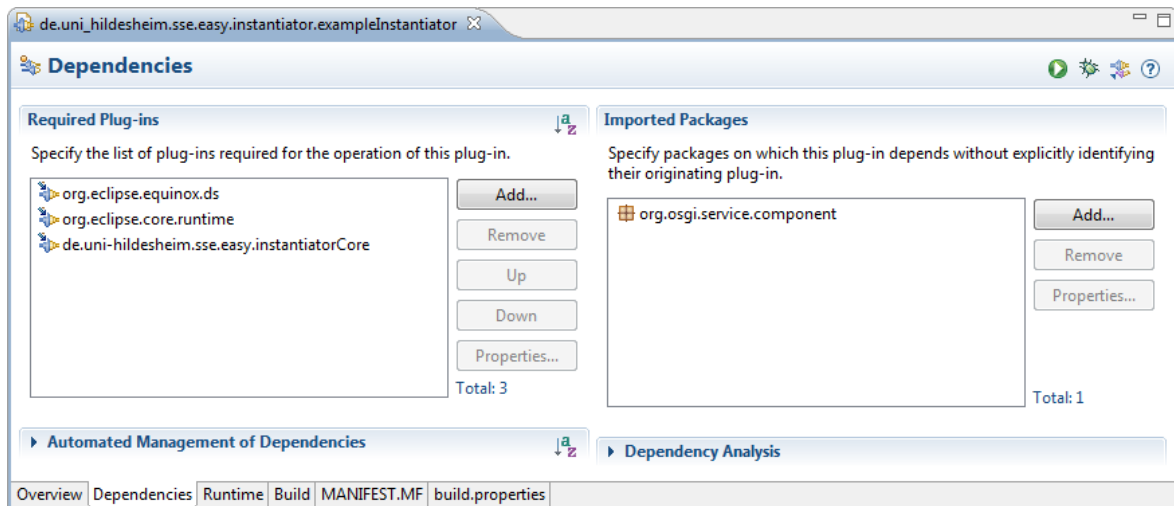 de.uni_hildesheim.sse.easy.instantiator.exampleInstantiator
Dependencies
Required Plug-ins
Specify the list of plug-ins required for the operation of this plug-in.
org.eclipse.equinox.ds
org.eclipse.core.runtime
de.uni-hildesheim.sse.easy.instantiatorCore
Add...
Remove
Up
Down
Properties...
Total: 3
Imported Packages
Specify packages on which this plug-in depends without explicitly identifying
their originating plug-in.
org.osgi.service.component
Add...
Remove
Properties...
Total: 1
Automated Management of Dependencies
Dependency Analysis
Overview Dependencies Runtime Build MANIFEST.MF build.properties